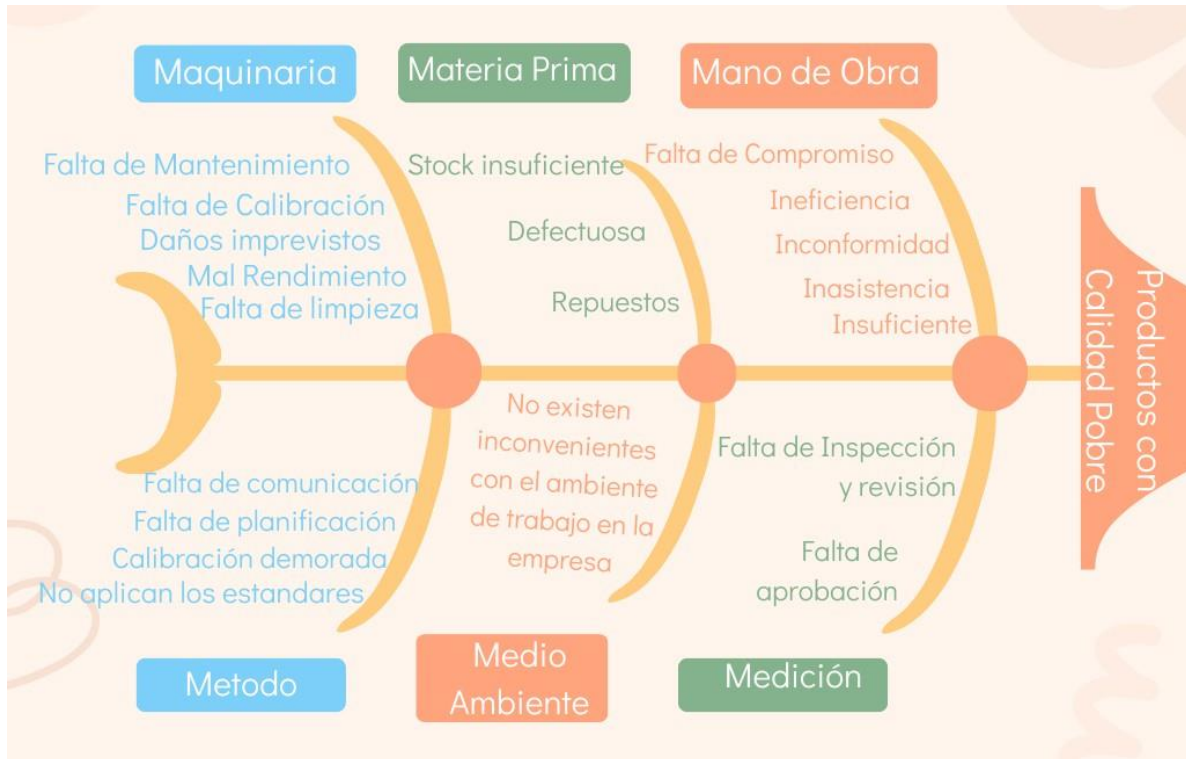 Maquinaria
Materia Prima
Mano de Obra
Falta de Mantenimiento
Falta de Calibración
Daños imprevistos
Mal Rendimiento
Falta de limpieza
Stock insuficiente
Defectuosa
Repuestos
Falta de Compromiso
Ineficiencia
Inconformidad
Inasistencia
Insuficiente
Productos con
Calidad Pobre
Falta de comunicación
Falta de planificación
Calibración demorada
No aplican los estandares
No existen
inconvenientes
con el ambiente
de trabajo en la
empresa
Falta de Inspección
y revisión
Falta de
aprobación
Metodo
Medio
Ambiente
Medición